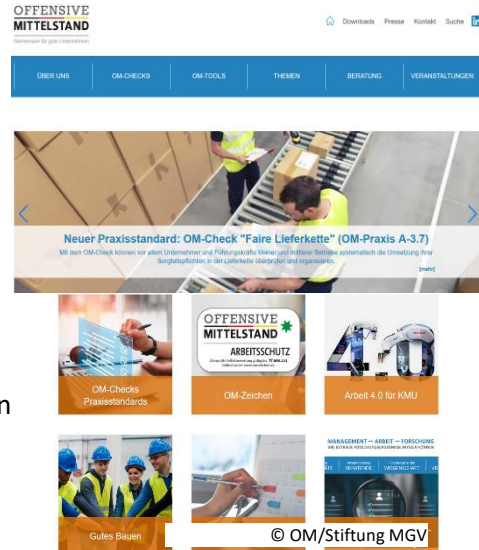 OFFENSIVE
MITTELSTAND
Gemeinsam für gute Unternehmen
Downloads Presse Kontakt Suche in
ÜBER UNS OM-CHECKS OM-TOOLS THEMEN BERATUNG VERANSTALTUNGEN
Neuer Praxisstandard: OM-Check "Faire Lieferkette" (OM-Praxis A-3.7)
Mit dem OM-Check können vor allem Unternehmer und Führungskräfte kleiner und mittlerer Betriebe systematisch die Umsetzung ihrer
Sorgfaltspflichten in der Lieferkette überprüfen und organisieren.
[mehr]
OM-Checks
Praxisstandards
OFFENSIVE
MITTELSTAND
ARBEITSSCHUTZ
OM-Zeichen
4.0
Arbeit 4.0 für KMU
n
MANAGEMENT — ARBEIT — FORSCHUNG
Gutes Bauen
© OM/Stiftung MGV